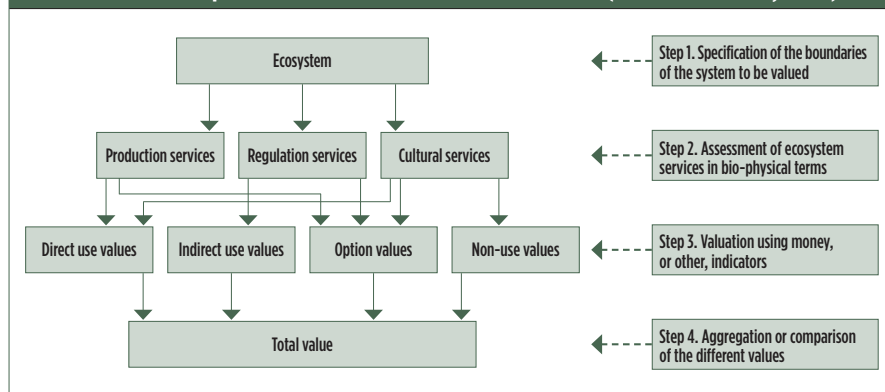 Ecosystem
Step 1. Specification of the boundaries
of the system to be valued
Production services
Regulation services
Cultural services
Step 2. Assessment of ecosystem
services in bio-physical terms
Direct use values
Indirect use values
Option values
Non-use values
Step 3. Valuation using money,
or other, indicators
Total value
Step 4. Aggregation or comparison
of the different values